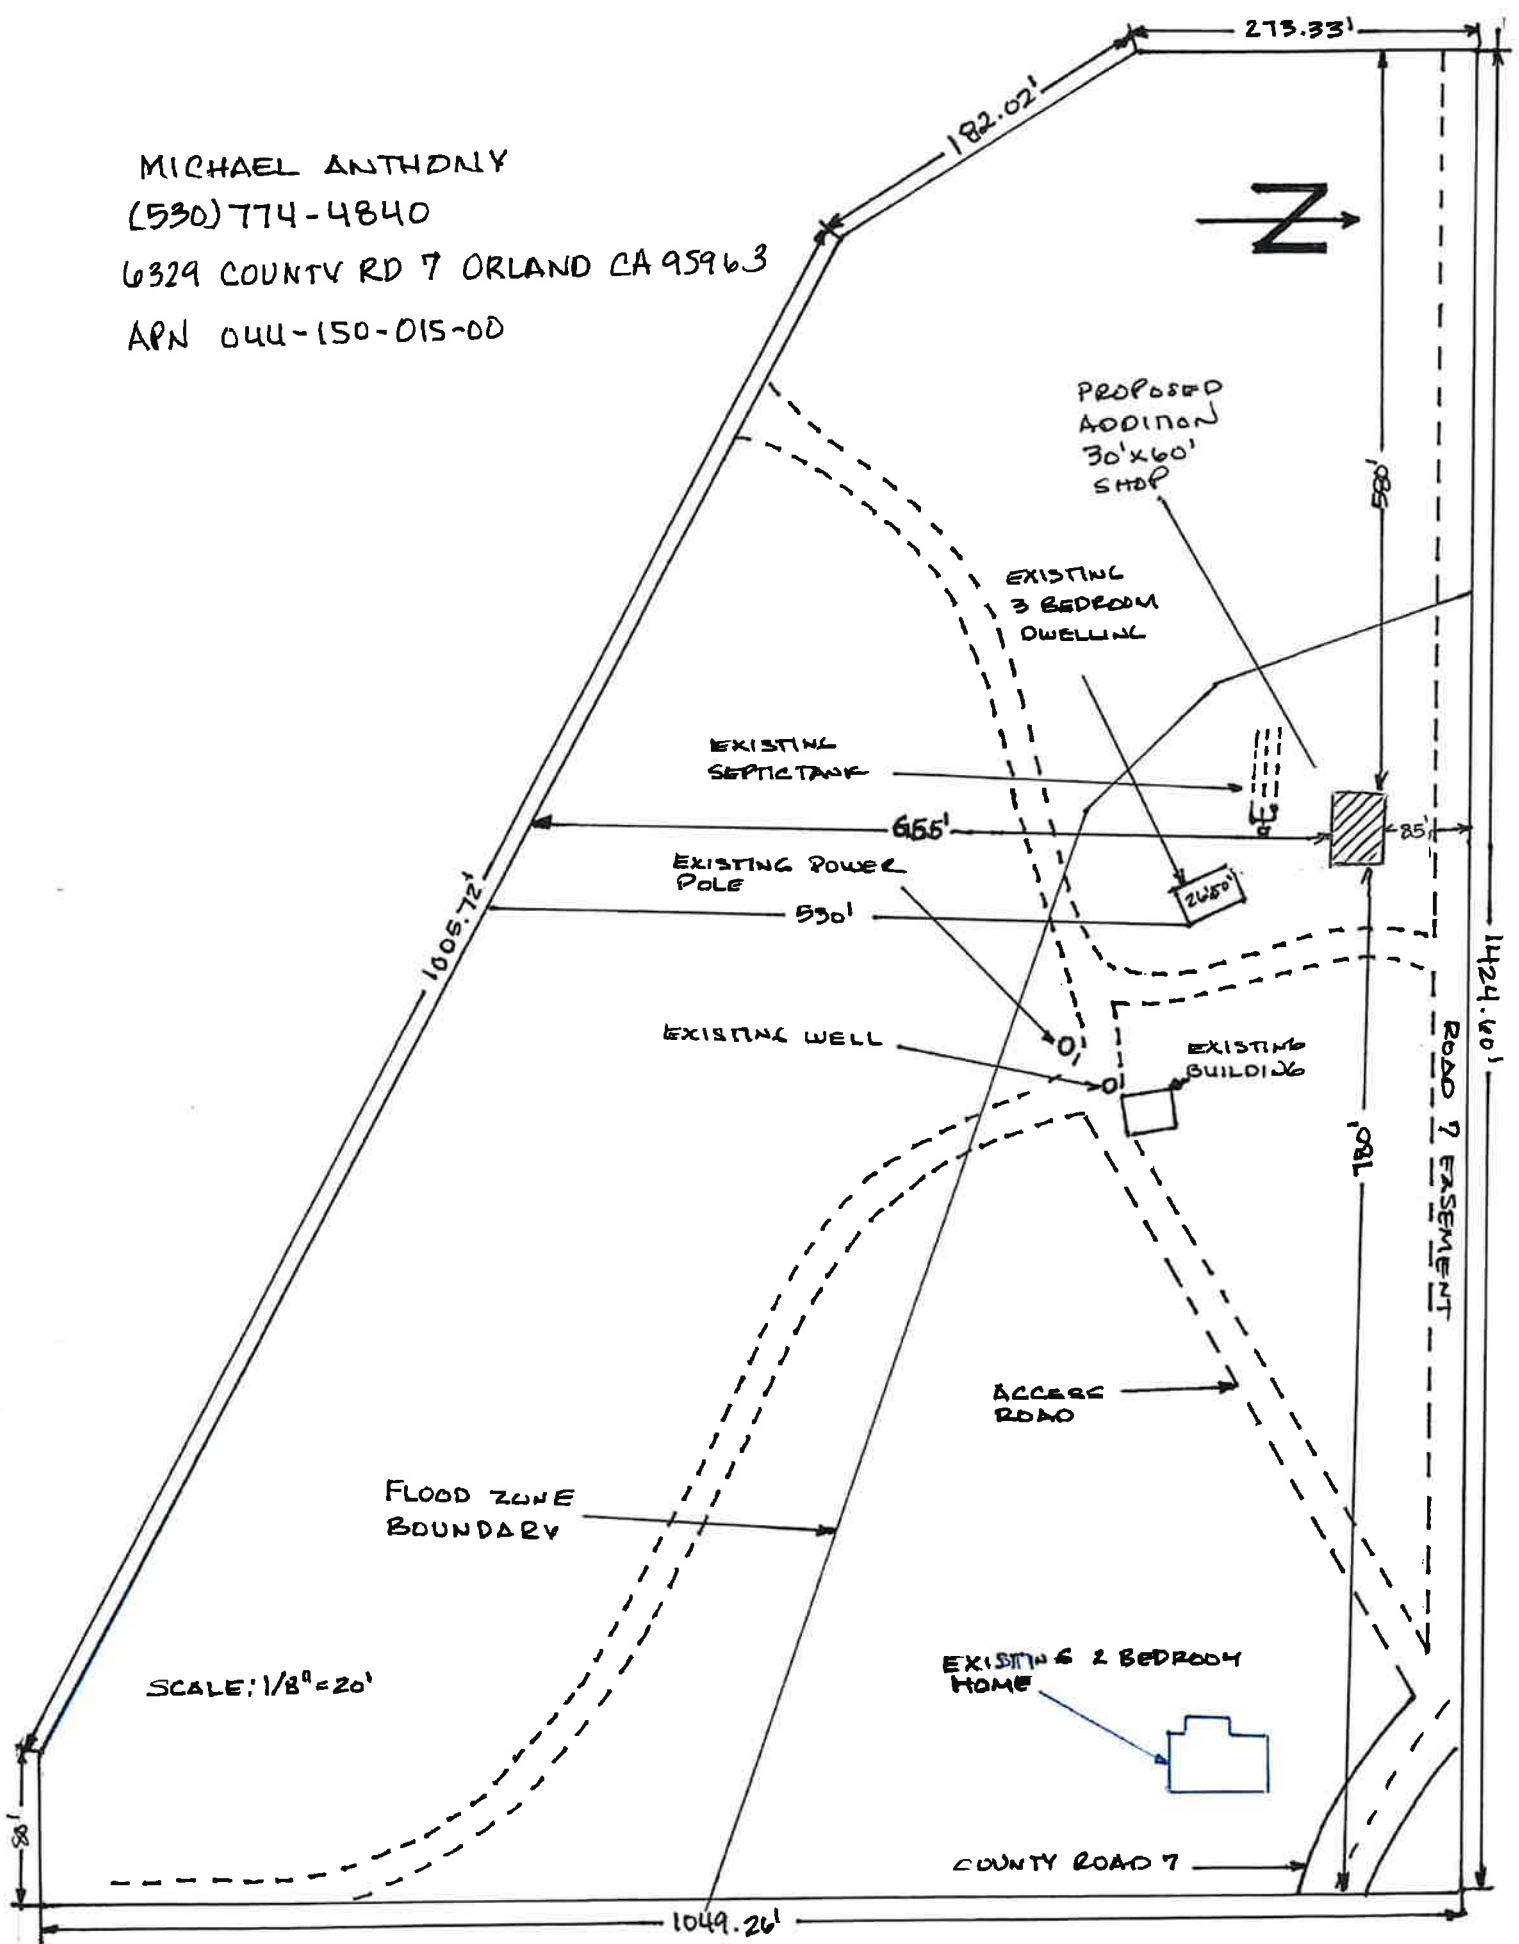 273.33'
182.02'
MICHAEL ANTHONY
(530) 774-4840
6329 COUNTY RD 7 ORLAND CA 95963
APN 044-150-015-00
N
PROPOSED
ADDITION
30'x60'
SHOP
580'
EXISTING
3 BEDROOM
DWELLING
EXISTING
SEPTIC TANK
655'
85'
EXISTING POWER
POLE
26x50'
530'
1005.72'
1424.60'
EXISTING WELL
EXISTING
BUILDING
ROAD 7 EASEMENT
780'
ACCESS
ROAD
FLOOD ZONE
BOUNDARY
EXISTING 2 BEDROOM
HOME
SCALE: 1/8"=20'
80'
COUNTY ROAD 7
1049.26'